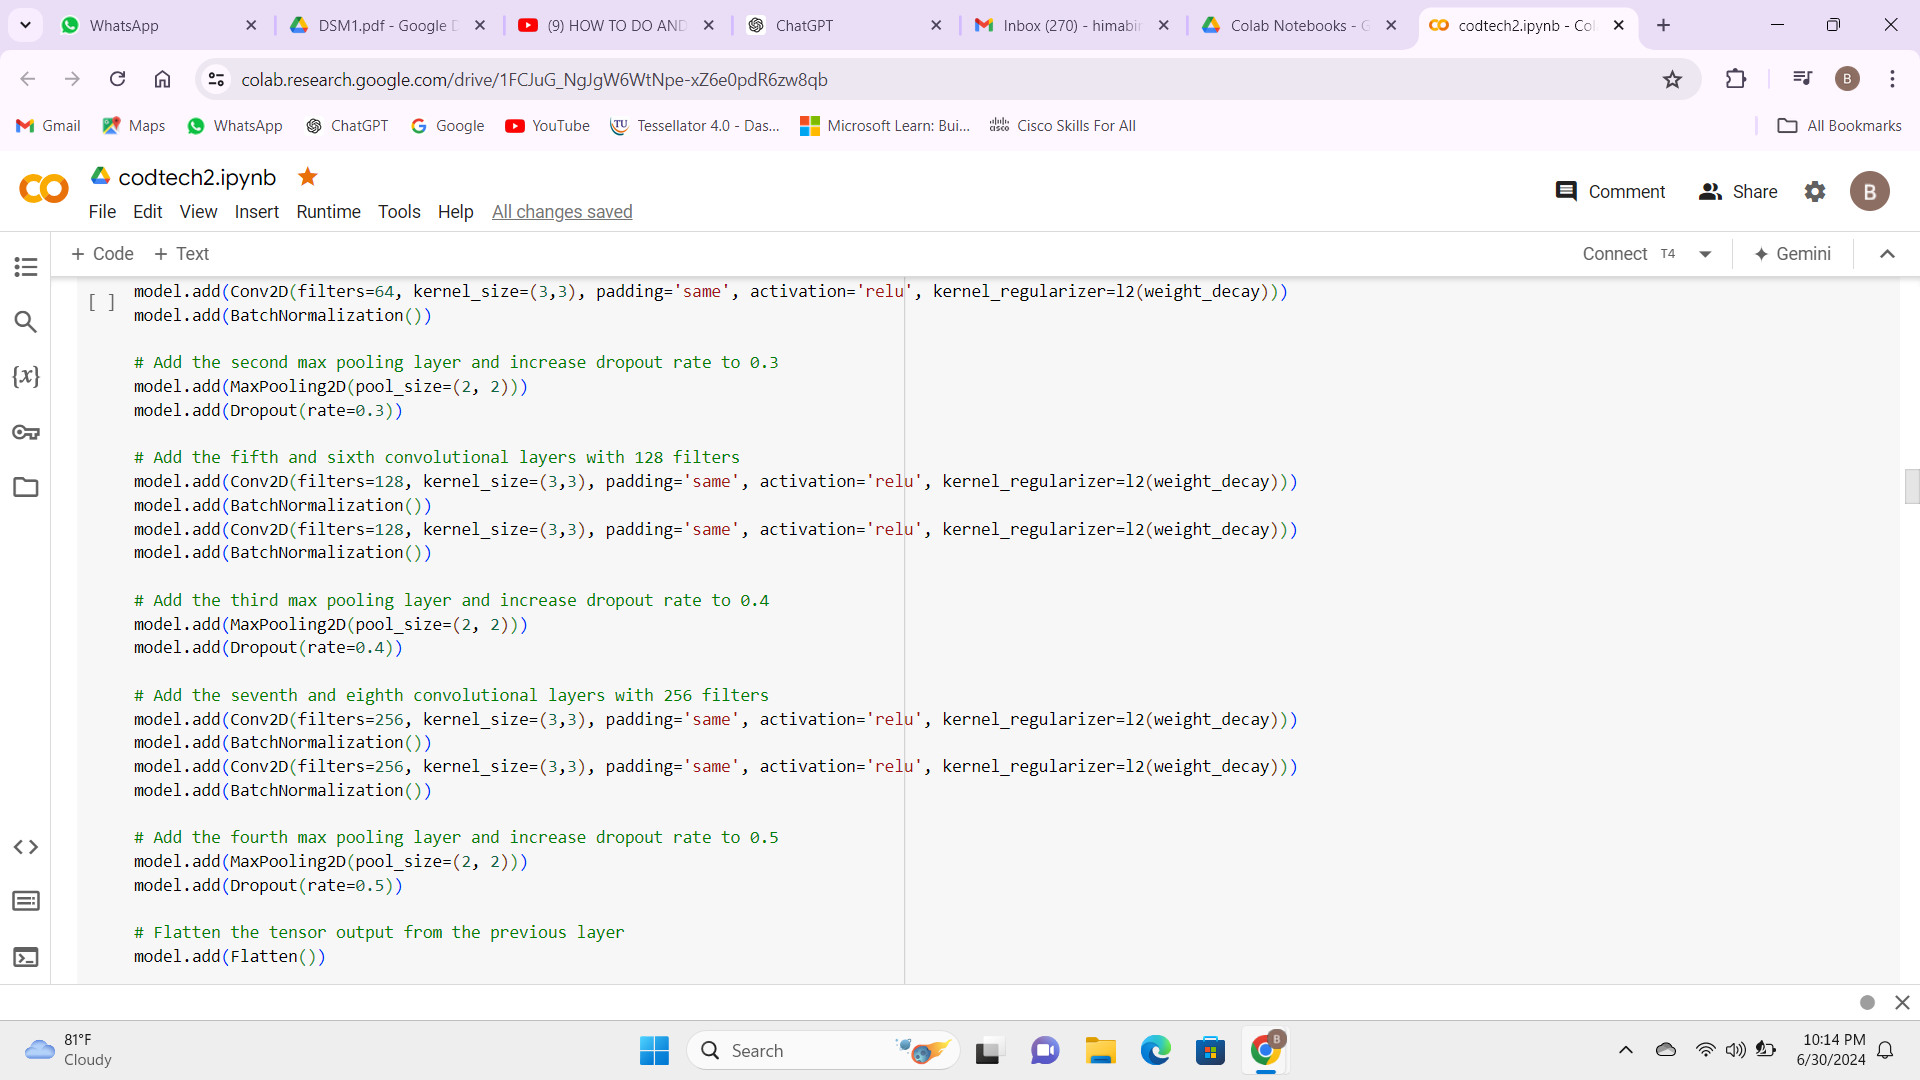 WhatsApp
DSM1.pdf - Google D
(9) HOW TO DO AND
ChatGPT
Inbox (270) - himabin
Colab Notebooks - G
codtech2.ipynb - Col
colab.research.google.com/drive/1FCJuG_NgJgW6WtNpe-xZ6e0pdR6zw8qb
B
Gmail
Maps
WhatsApp
ChatGPT
Google
YouTube
Tessellator 4.0 - Das...
Microsoft Learn: Bui...
Cisco Skills For All
All Bookmarks
codtech2.ipynb
File Edit View Insert Runtime Tools Help All changes saved
Comment
Share
B
+ Code + Text
Connect T4
Gemini
[ ]
model.add(Conv2D(filters=64, kernel_size=(3,3), padding='same', activation='relu', kernel_regularizer=l2(weight_decay)))
model.add(BatchNormalization())
# Add the second max pooling layer and increase dropout rate to 0.3
model.add(MaxPooling2D(pool_size=(2, 2)))
model.add(Dropout(rate=0.3))
# Add the fifth and sixth convolutional layers with 128 filters
model.add(Conv2D(filters=128, kernel_size=(3,3), padding='same', activation='relu', kernel_regularizer=l2(weight_decay)))
model.add(BatchNormalization())
model.add(Conv2D(filters=128, kernel_size=(3,3), padding='same', activation='relu', kernel_regularizer=l2(weight_decay)))
model.add(BatchNormalization())
# Add the third max pooling layer and increase dropout rate to 0.4
model.add(MaxPooling2D(pool_size=(2, 2)))
model.add(Dropout(rate=0.4))
# Add the seventh and eighth convolutional layers with 256 filters
model.add(Conv2D(filters=256, kernel_size=(3,3), padding='same', activation='relu', kernel_regularizer=l2(weight_decay)))
model.add(BatchNormalization())
model.add(Conv2D(filters=256, kernel_size=(3,3), padding='same', activation='relu', kernel_regularizer=l2(weight_decay)))
model.add(BatchNormalization())
# Add the fourth max pooling layer and increase dropout rate to 0.5
model.add(MaxPooling2D(pool_size=(2, 2)))
model.add(Dropout(rate=0.5))
# Flatten the tensor output from the previous layer
model.add(Flatten())
81°F
Cloudy
Search
B
10:14 PM
6/30/2024